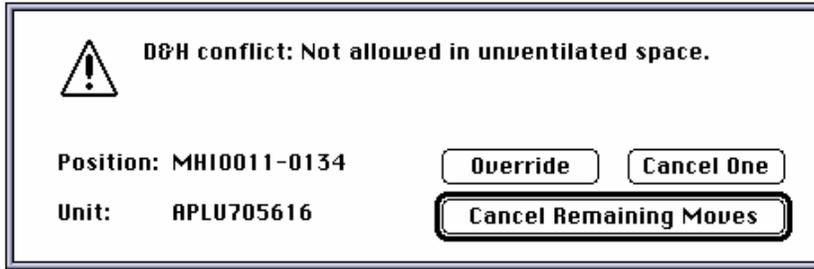 D&H conflict: Not allowed in unventilated space.
Position: MHI0011-0134
Override
Cancel One
Unit: APLU705616
Cancel Remaining Moves